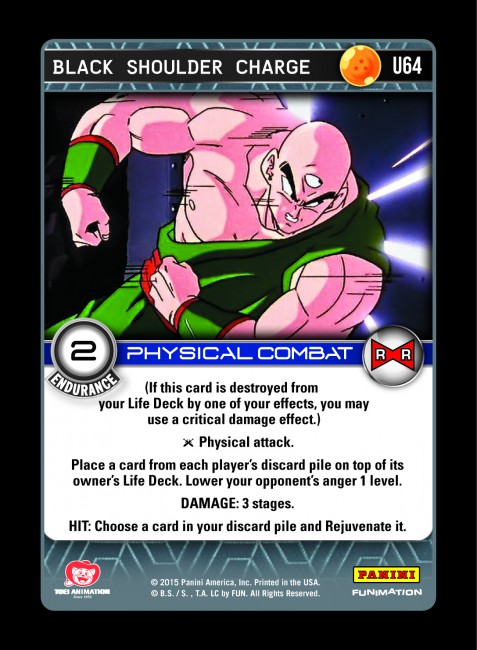 BLACK SHOULDER CHARGE
U64
2
ENDURANCE
PHYSICAL COMBAT
R R
(If this card is destroyed from
your Life Deck by one of your effects, you may
use a critical damage effect.)
Physical attack.
Place a card from each player's discard pile on top of its
owner's Life Deck. Lower your opponent's anger 1 level.
DAMAGE: 3 stages.
HIT: Choose a card in your discard pile and Rejuvenate it.
TOEI ANIMATION
Since 1956
© 2015 Panini America, Inc. Printed in the USA.
© B.S. / S. , T.A. LC by FUN. All Rights Reserved.
PANINI
FUNIMATION